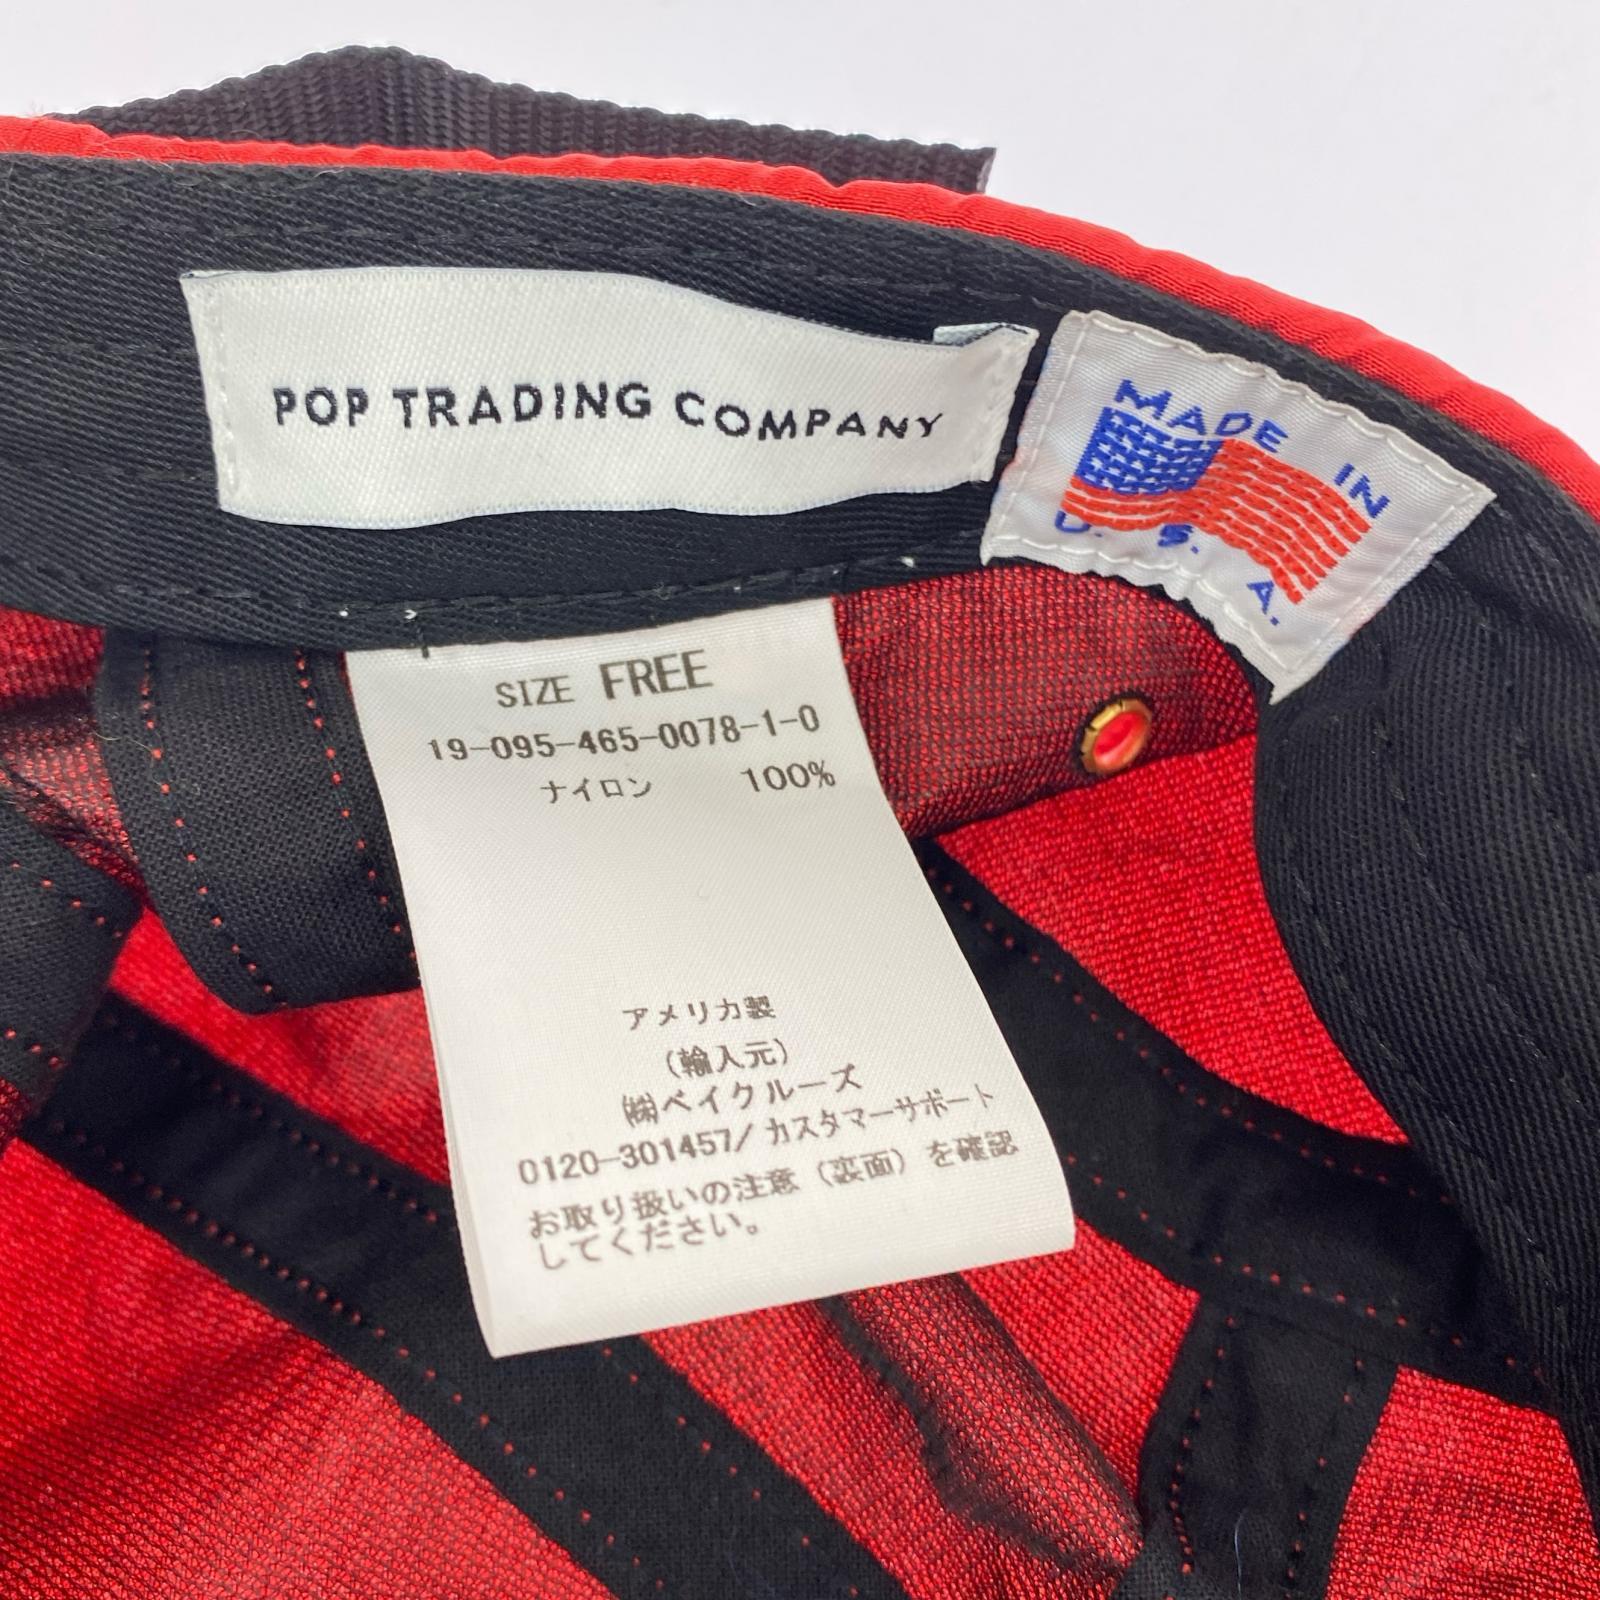 POP TRADING COMPANY
MADE IN
U. S. A.
SIZE FREE
19-095-465-0078-1-0
ナイロン 100%
アメリカ製
(輸入元)
㈱ベイクルーズ
0120-301457/カスタマーサポート
お取り扱いの注意(裏面)を確認
してください。